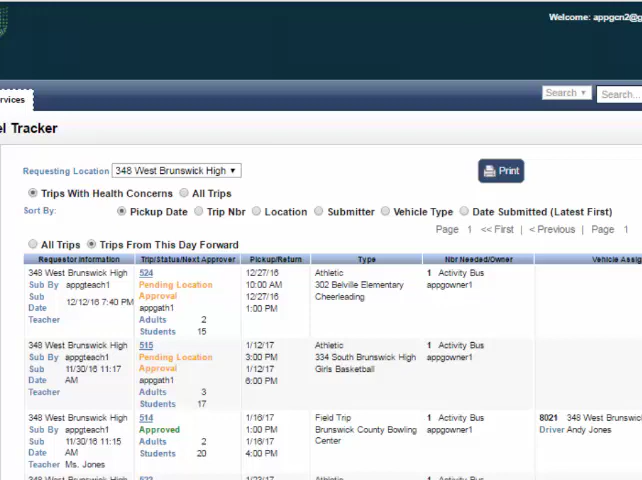 Welcome: appgcn2@g
rvices
Search ▼ Search...
el Tracker
Requesting Location 348 West Brunswick High ▼ Print
Trips With Health Concerns All Trips
Sort By: Pickup Date Trip Nbr Location Submitter Vehicle Type Date Submitted (Latest First)
Page 1 << First | < Previous | Page 1
All Trips Trips From This Day Forward
Requestor Information Trip/Status/Next Approver Pickup/Return Type Nbr Needed/Owner Vehicle Assig
348 West Brunswick High 524 12/27/16 Athletic 1 Activity Bus
Sub By appgteach1 Pending Location 10:00 AM 302 Belville Elementary appgowner1
Sub Approval 12/27/16 Cheerleading
Date 12/12/16 7:40 PM appgath1 1:00 PM
Teacher Adults 2
Students 15
348 West Brunswick High 515 1/12/17 Athletic 1 Activity Bus
Sub By appgteach1 Pending Location 3:00 PM 334 South Brunswick High appgowner1
Sub 11/30/16 11:17 Approval 1/12/17 Girls Basketball
Date AM appgath1 6:00 PM
Teacher Adults 3
Students 17
348 West Brunswick High 514 1/16/17 Field Trip 1 Activity Bus 8021 348 West Brunswick
Sub By appgteach1 Approved 1:00 PM Brunswick County Bowling appgowner1 Driver Andy Jones
Sub 11/30/16 11:15 Adults 2 1/16/17 Center
Date AM Students 20 4:00 PM
Teacher Ms. Jones